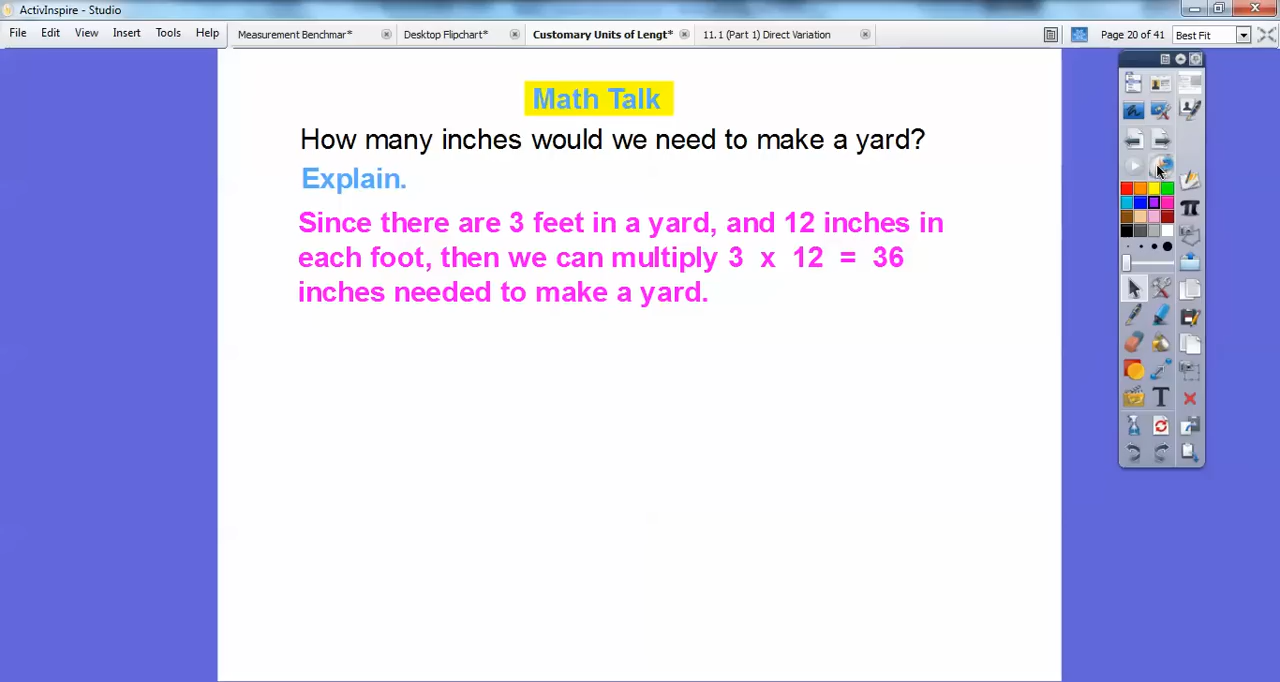 ActivInspire - Studio
File Edit View Insert Tools Help
Measurement Benchmar* Desktop Flipchart* Customary Units of Lengt* 11.1 (Part 1) Direct Variation
Page 20 of 41 Best Fit
Math Talk
How many inches would we need to make a yard?
Explain.
Since there are 3 feet in a yard, and 12 inches in
each foot, then we can multiply 3 x 12 = 36
inches needed to make a yard.